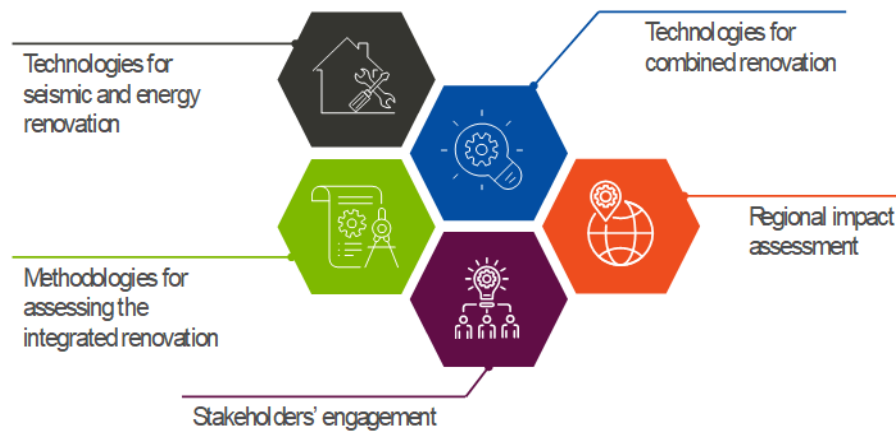 Technologies for
seismic and energy
renovation
Technologies for
combined renovation
Regional impact
assessment
Methodologies for
assessing the
integrated renovation
Stakeholders' engagement